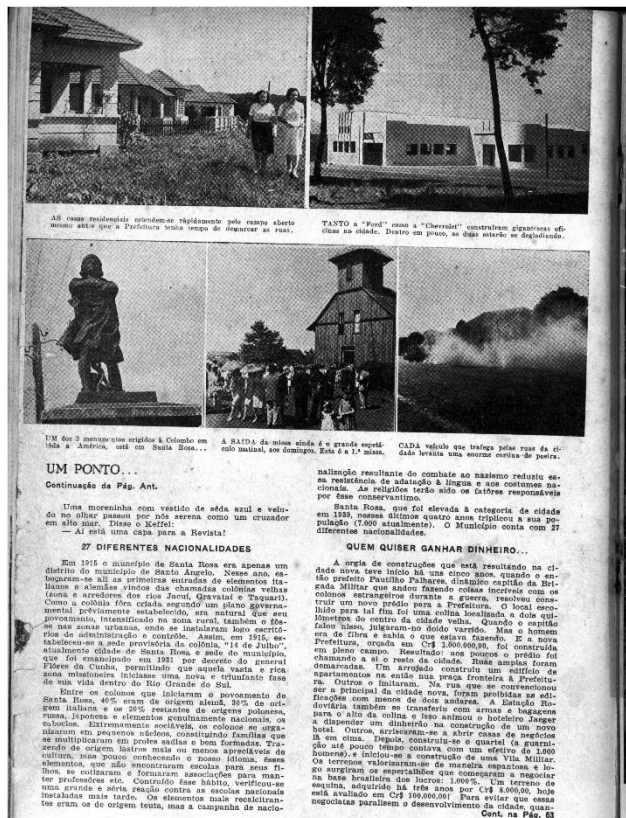 AS casas residenciais estendem-se ràpidamente pelo campo aberto
mesmo antes que a Prefeitura tenha tempo de demarcar as ruas.
TANTO a "Ford" como a "Chevrolet" construíram gigantescas ofi-
cinas na cidade. Dentro em pouco, as duas estarão se degladiando.
UM dos 3 monumentos erigidos à Colombo em
tôda a América, está em Santa Rosa...
A SAIDA da missa ainda é o grande espetá-
culo matinal, aos domingos. Esta é a 1.ª missa.
CADA veículo que trafega pelas ruas da ci-
dade levanta uma enorme cortina de poeira.
UM PONTO...
Continuação da Pág. Ant.
Uma moreninha com vestido de sêda azul e velu-
do no olhar passou por nós serena como um cruzador
em alto mar. Disse o Keffel:
— Aí está uma capa para a Revista!
27 DIFERENTES NACIONALIDADES
Em 1915 o município de Santa Rosa era apenas um
distrito do município de Santo Ângelo. Nesse ano, es-
boçaram-se ali as primeiras entradas de elementos ita-
lianos e alemães vindos das chamadas colônias velhas
(zona e arredores dos rios Jacuí, Gravataí e Taquari).
Como a colônia fôra criada segundo um plano governa-
mental prèviamente estabelecido, era natural que seu
povoamento, intensificado na zona rural, também o fôs-
se nas zonas urbanas, onde se instalaram logo escritó-
rios de administração e contrôle. Assim, em 1915, es-
tabeleceu-se a sede provisória da colônia, "14 de Julho",
atualmente cidade de Santa Rosa e sede do município,
que foi emancipado em 1931 por decreto do general
Flôres da Cunha, permitindo que aquela vasta e rica
zona missioneira iniciasse uma nova e triunfante fase
de sua vida dentro do Rio Grande do Sul.
Entre os colonos que iniciaram o povoamento de
Santa Rosa, 40% eram de origem alemã, 30% de ori-
gem italiana e os 20% restantes de origens polonesa,
russa, japonesa e elementos genuinamente nacionais, os
caboclos. Extremamente sociáveis, os colonos se orga-
nizaram em pequenos núcleos, constituindo famílias que
se multiplicaram em proles sadias e bem formadas. Tra-
zendo de origem lastros mais ou menos apreciáveis de
cultura, mas pouco conhecendo o nosso idioma, êsses
elementos, que não encontraram escolas para seus fi-
lhos, se cotizaram e formaram associações para man-
ter professores etc. Contraído êsse hábito, verificou-se
uma grande e séria reação contra as escolas nacionais
instaladas mais tarde. Os elementos mais recalcitran-
tes eram os de origem teuta, mas a campanha de nacio-
nalização resultante do combate ao nazismo reduziu es-
sa resistência de adatação à língua e aos costumes na-
cionais. As religiões terão sido os fatôres responsáveis
por êsse conservantimo.
Santa Rosa, que foi elevada à categoria de cidade
em 1939, nesses últimos quatro anos triplicou a sua po-
pulação (7.000 atualmente). O Município conta com 27
diferentes nacionalidades.
QUEM QUISER GANHAR DINHEIRO...
A orgia de construções que está resultando na ci-
dade nova teve início há uns cinco anos, quando o en-
tão prefeito Pautilho Palhares, dinâmico capitão da Bri-
gada Militar que andou fazendo coisas incríveis com os
colonos estrangeiros durante a guerra, resolveu cons-
truir um novo prédio para a Prefeitura. O local esco-
lhido para tal fim foi uma colina localizada a dois qui-
lômetros do centro da cidade velha. Quando o capitão
falou nisso, julgaram-no doido varrido. Mas o homem
era de fibra e sabia o que estava fazendo. E a nova
Prefeitura, orçada em Cr$ 1.000.000,00, foi construída
em pleno campo. Resultado: aos poucos o prédio foi
chamando a si o resto da cidade. Ruas amplas foram
demarcadas. Um arrojado construiu um edifício de
apartamentos na então nua praça fronteira à Prefeitu-
ra. Outros o imitaram. Na rua que se convencionou
ser a principal da cidade nova, foram proibidas as edi-
ficações com menos de dois andares. A Estação Ro-
doviária também se transferiu com armas e bagagens
para o alto da colina e isso animou o hoteleiro Jaeger
a dispender um dinheirão na construção de um novo
hotel. Outros, arriscaram-se a abrir casas de negócios
lá em cima. Depois, construiu-se o quartel (a guarni-
ção até pouco tempo contava com um efetivo de 1.000
homens), e iniciou-se a construção de uma Vila Militar.
Os terrenos valorizaram-se de maneira espantosa e lo-
go surgiram os espertalhões que começaram a negociar
na base brasileira dos lucros: 1.000%. Um terreno de
esquina, adquirido há três anos por Cr$ 8.000,00, hoje
está avaliado em Cr$ 100.000,00! Para evitar que essas
negociatas paralisem o desenvolvimento da cidade, quan-
Cont. na Pág. 63